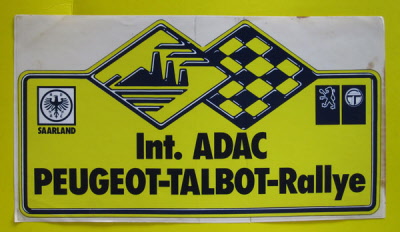 SAARLAND
Int. ADAC
PEUGEOT-TALBOT-Rallye